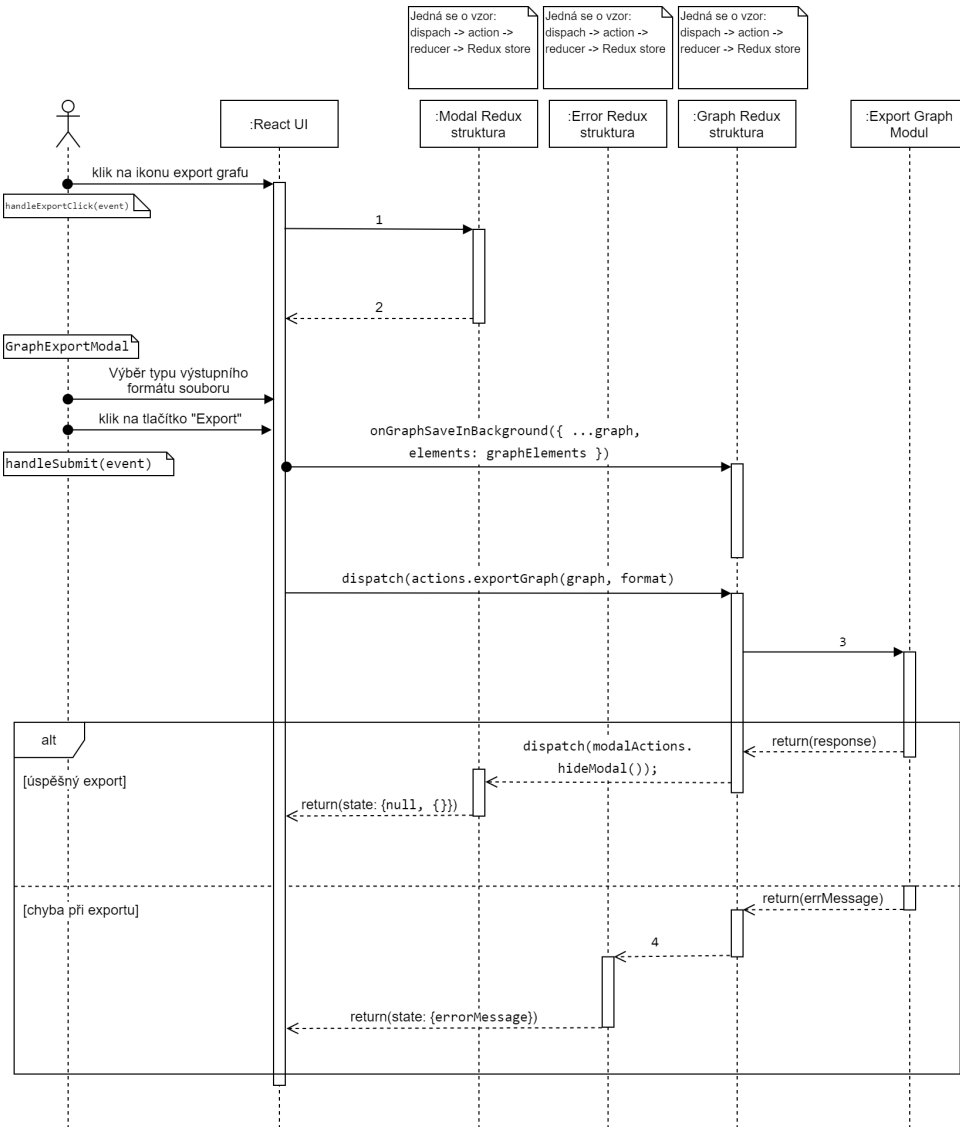 Jedná se o vzor:
dispach -> action ->
reducer -> Redux store
Jedná se o vzor:
dispach -> action ->
reducer -> Redux store
Jedná se o vzor:
dispach -> action ->
reducer -> Redux store
:React UI
:Modal Redux
struktura
:Error Redux
struktura
:Graph Redux
struktura
:Export Graph
Modul
klik na ikonu export grafu
handleExportClick(event)
1
2
GraphExportModal
Výběr typu výstupního
formátu souboru
klik na tlačítko "Export"
handleSubmit(event)
onGraphSaveInBackground({ ...graph,
elements: graphElements })
dispatch(actions.exportGraph(graph, format)
3
alt
[úspěšný export]
return(response)
dispatch(modalActions.
hideModal());
return(state: {null, {}})
[chyba při exportu]
return(errMessage)
4
return(state: {errorMessage})